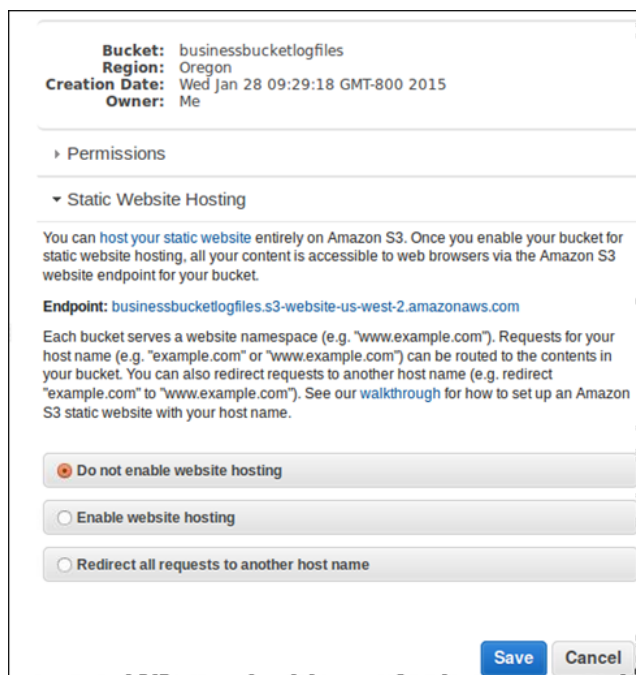 Bucket: businessbucketlogfiles
Region: Oregon
Creation Date: Wed Jan 28 09:29:18 GMT-800 2015
Owner: Me
Permissions
Static Website Hosting
You can host your static website entirely on Amazon S3. Once you enable your bucket for
static website hosting, all your content is accessible to web browsers via the Amazon S3
website endpoint for your bucket.
Endpoint: businessbucketlogfiles.s3-website-us-west-2.amazonaws.com
Each bucket serves a website namespace (e.g. "www.example.com"). Requests for your
host name (e.g. "example.com" or "www.example.com") can be routed to the contents in
your bucket. You can also redirect requests to another host name (e.g. redirect
"example.com" to "www.example.com"). See our walkthrough for how to set up an Amazon
S3 static website with your host name.
Do not enable website hosting
Enable website hosting
Redirect all requests to another host name
Save Cancel